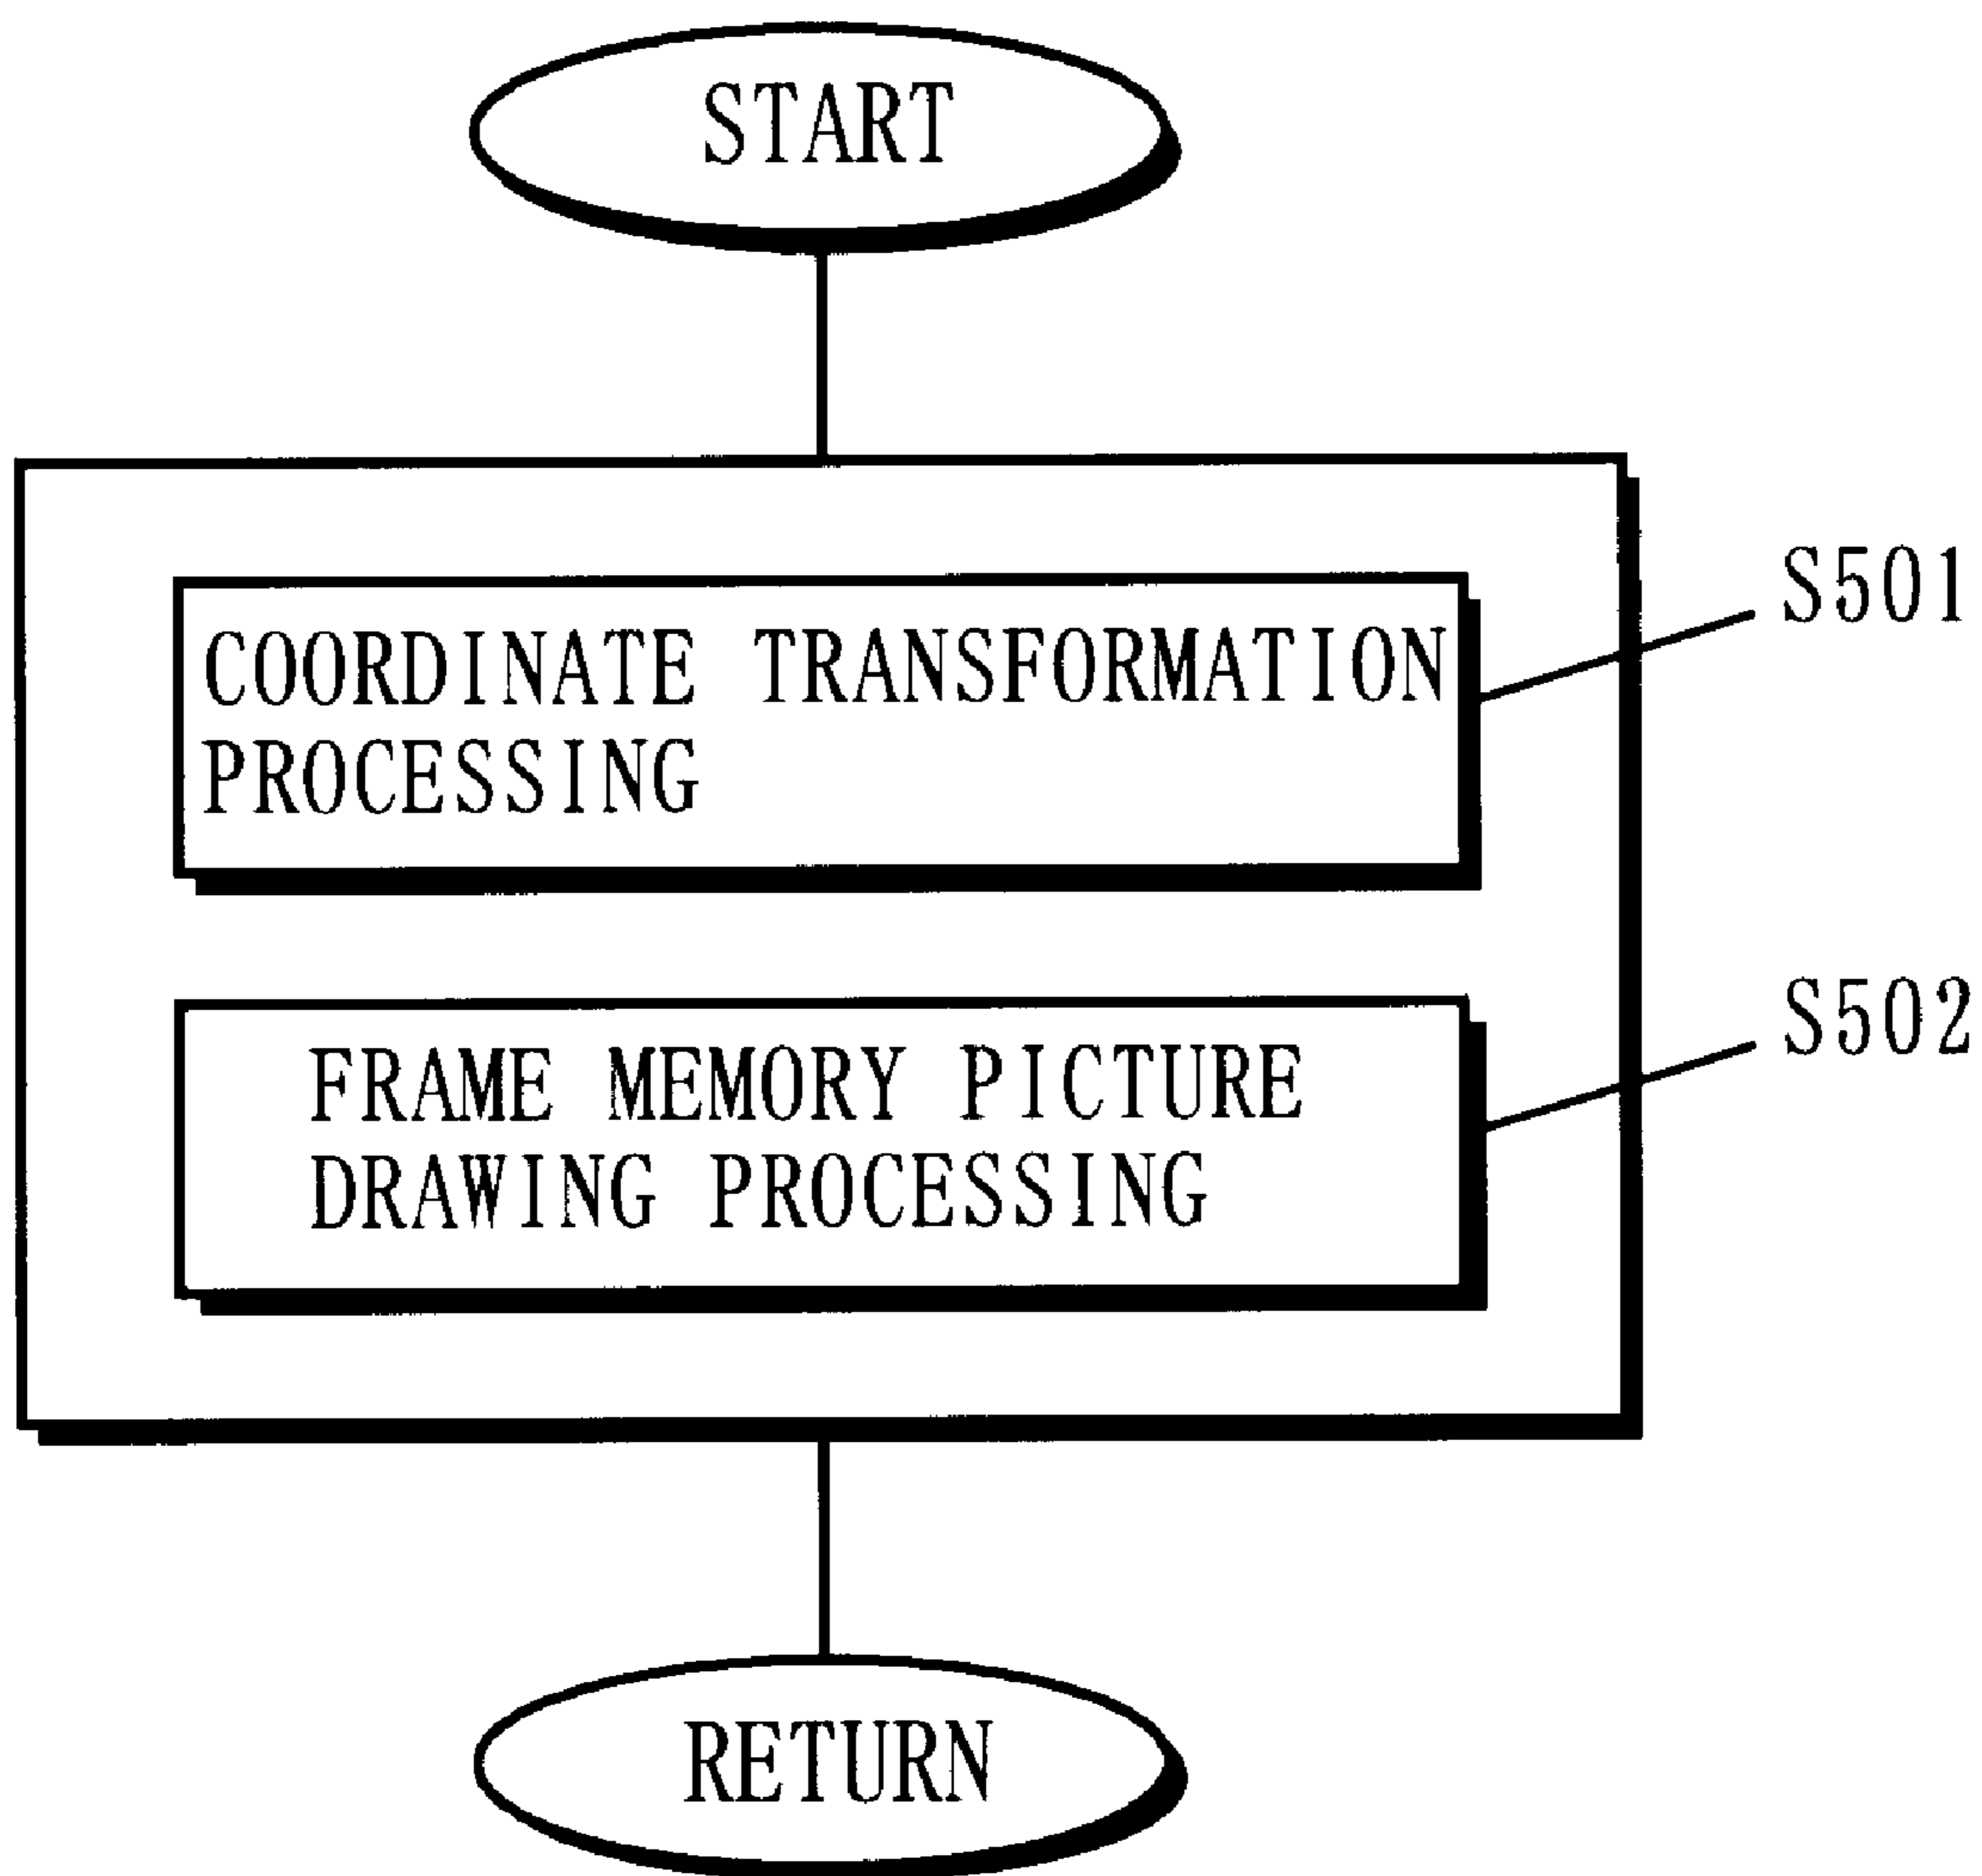 START
S501
COORDINATE TRANSFORMATION
PROCESSING
S502
FRAME MEMORY PICTURE
DRAWING PROCESSING
RETURN